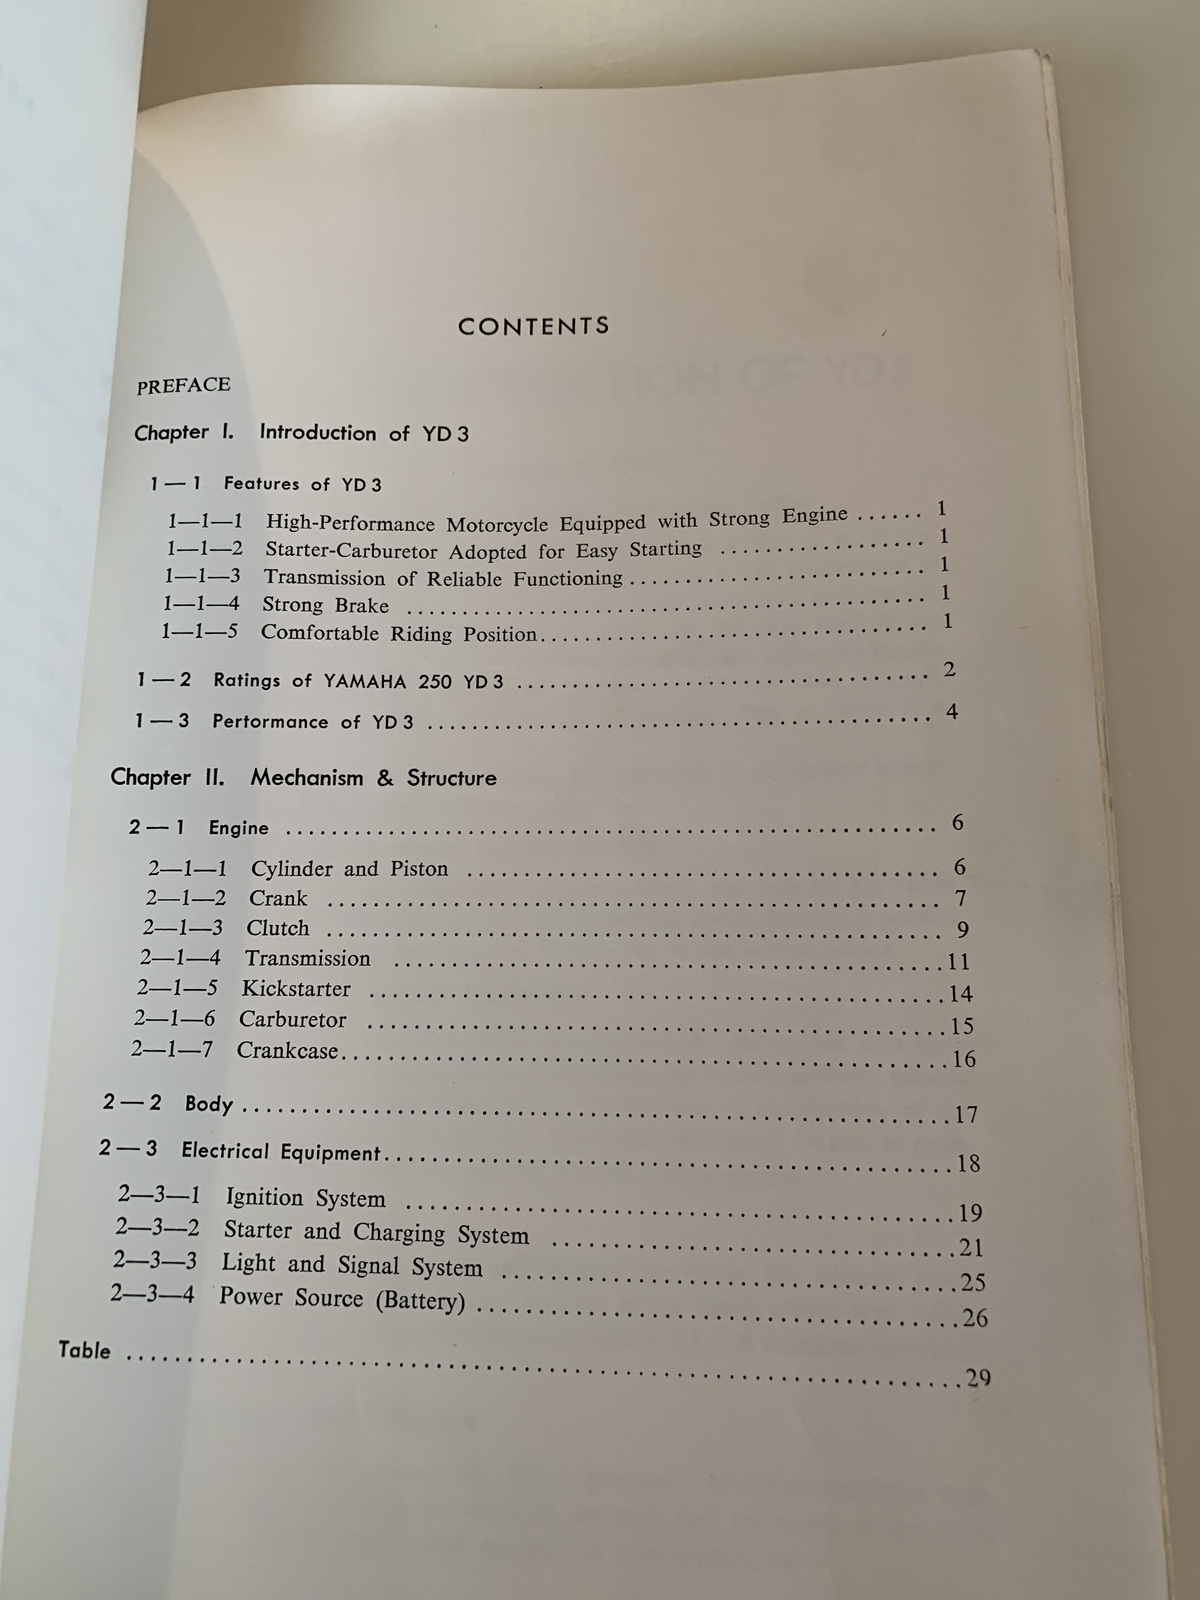 CONTENTS
PREFACE
Chapter I. Introduction of YD 3
1 — 1 Features of YD 3
1—1—1 High-Performance Motorcycle Equipped with Strong Engine ...... 1
1—1—2 Starter-Carburetor Adopted for Easy Starting .................. 1
1—1—3 Transmission of Reliable Functioning .......................... 1
1—1—4 Strong Brake ............................................. 1
1—1—5 Comfortable Riding Position.................................. 1
1 — 2 Ratings of YAMAHA 250 YD 3 .................................... 2
1 — 3 Pertormance of YD 3 ............................................ 4
Chapter II. Mechanism & Structure
2 — 1 Engine ......................................................... 6
2—1—1 Cylinder and Piston ......................................... 6
2—1—2 Crank ..................................................... 7
2—1—3 Clutch ..................................................... 9
2—1—4 Transmission ................................................11
2—1—5 Kickstarter ..................................................14
2—1—6 Carburetor ..................................................15
2—1—7 Crankcase....................................................16
2 — 2 Body.............................................................17
2 — 3 Electrical Equipment.................................................18
2—3—1 Ignition System ...............................................19
2—3—2 Starter and Charging System ...................................21
2—3—3 Light and Signal System .......................................25
2—3—4 Power Source (Battery) .........................................26
Table ......................................................................29